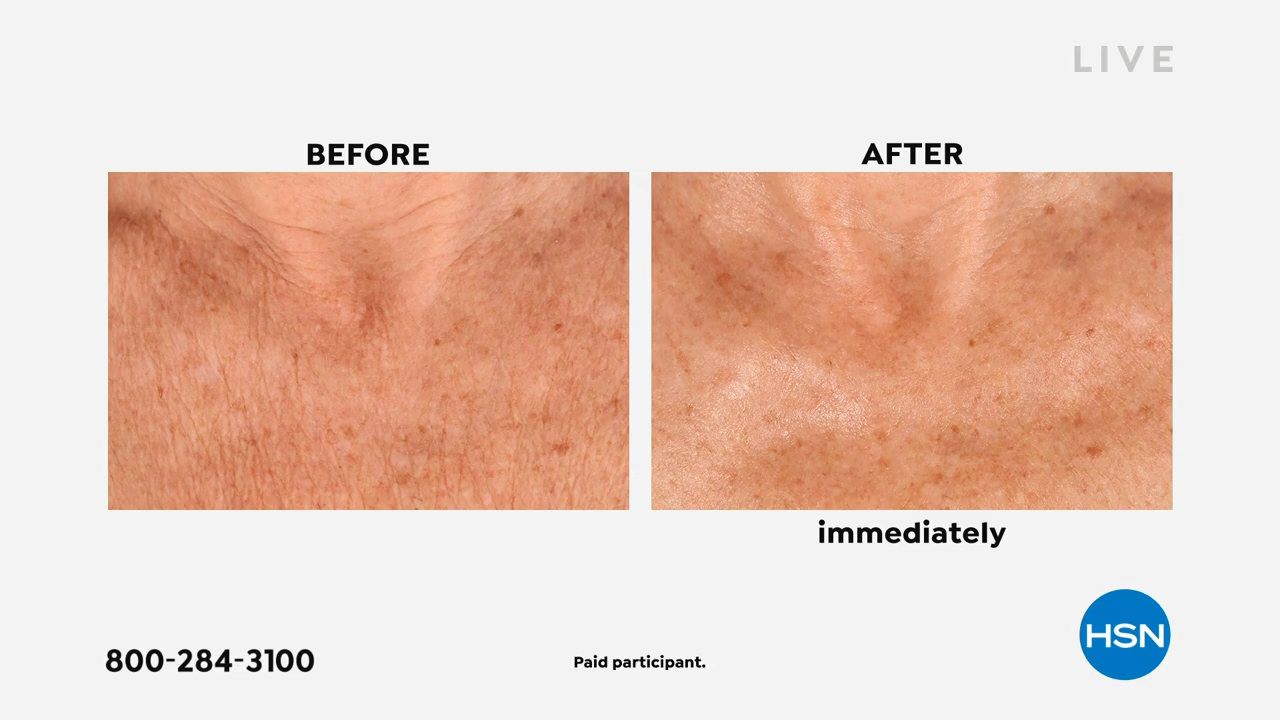 LIVE
BEFORE
AFTER
immediately
800-284-3100
Paid participant.
HSN